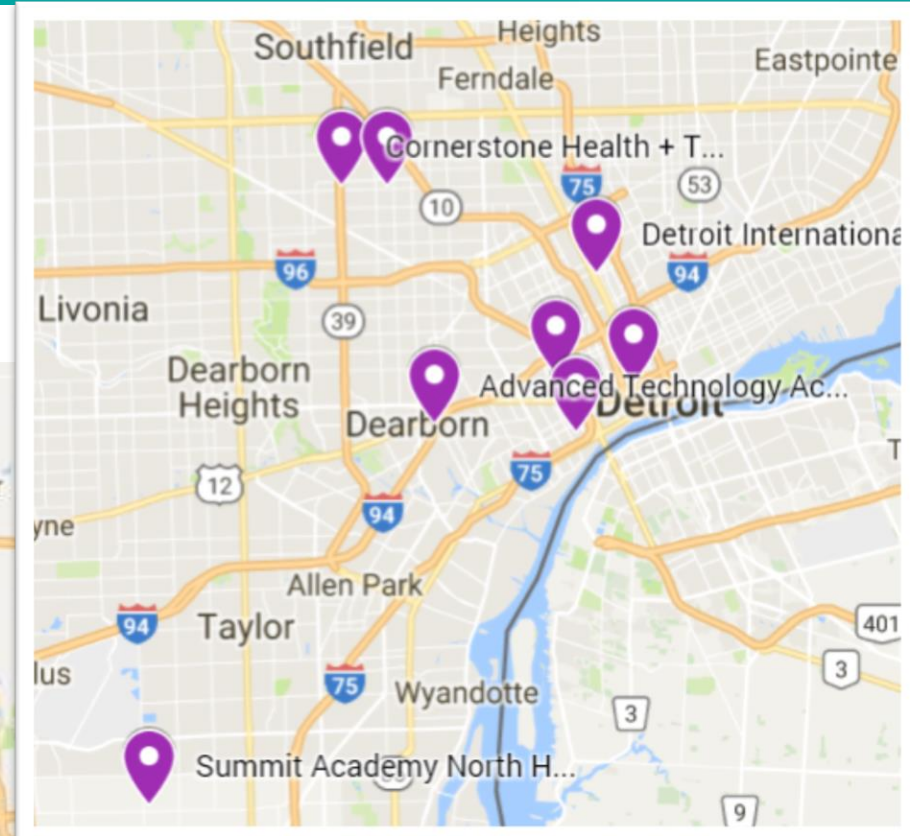 Heights
Southfield
Eastpointe
Ferndale
Cornerstone Health + T...
75
53
10
Detroit Internationa
94
96
Livonia
39
Dearborn
Heights
Advanced Technology Ac...
Detroit
Dearborn
T
75
12
94
yne
Allen Park
94
Taylor
401
3
lus
75
Wyandotte
3
Summit Academy North H...
9